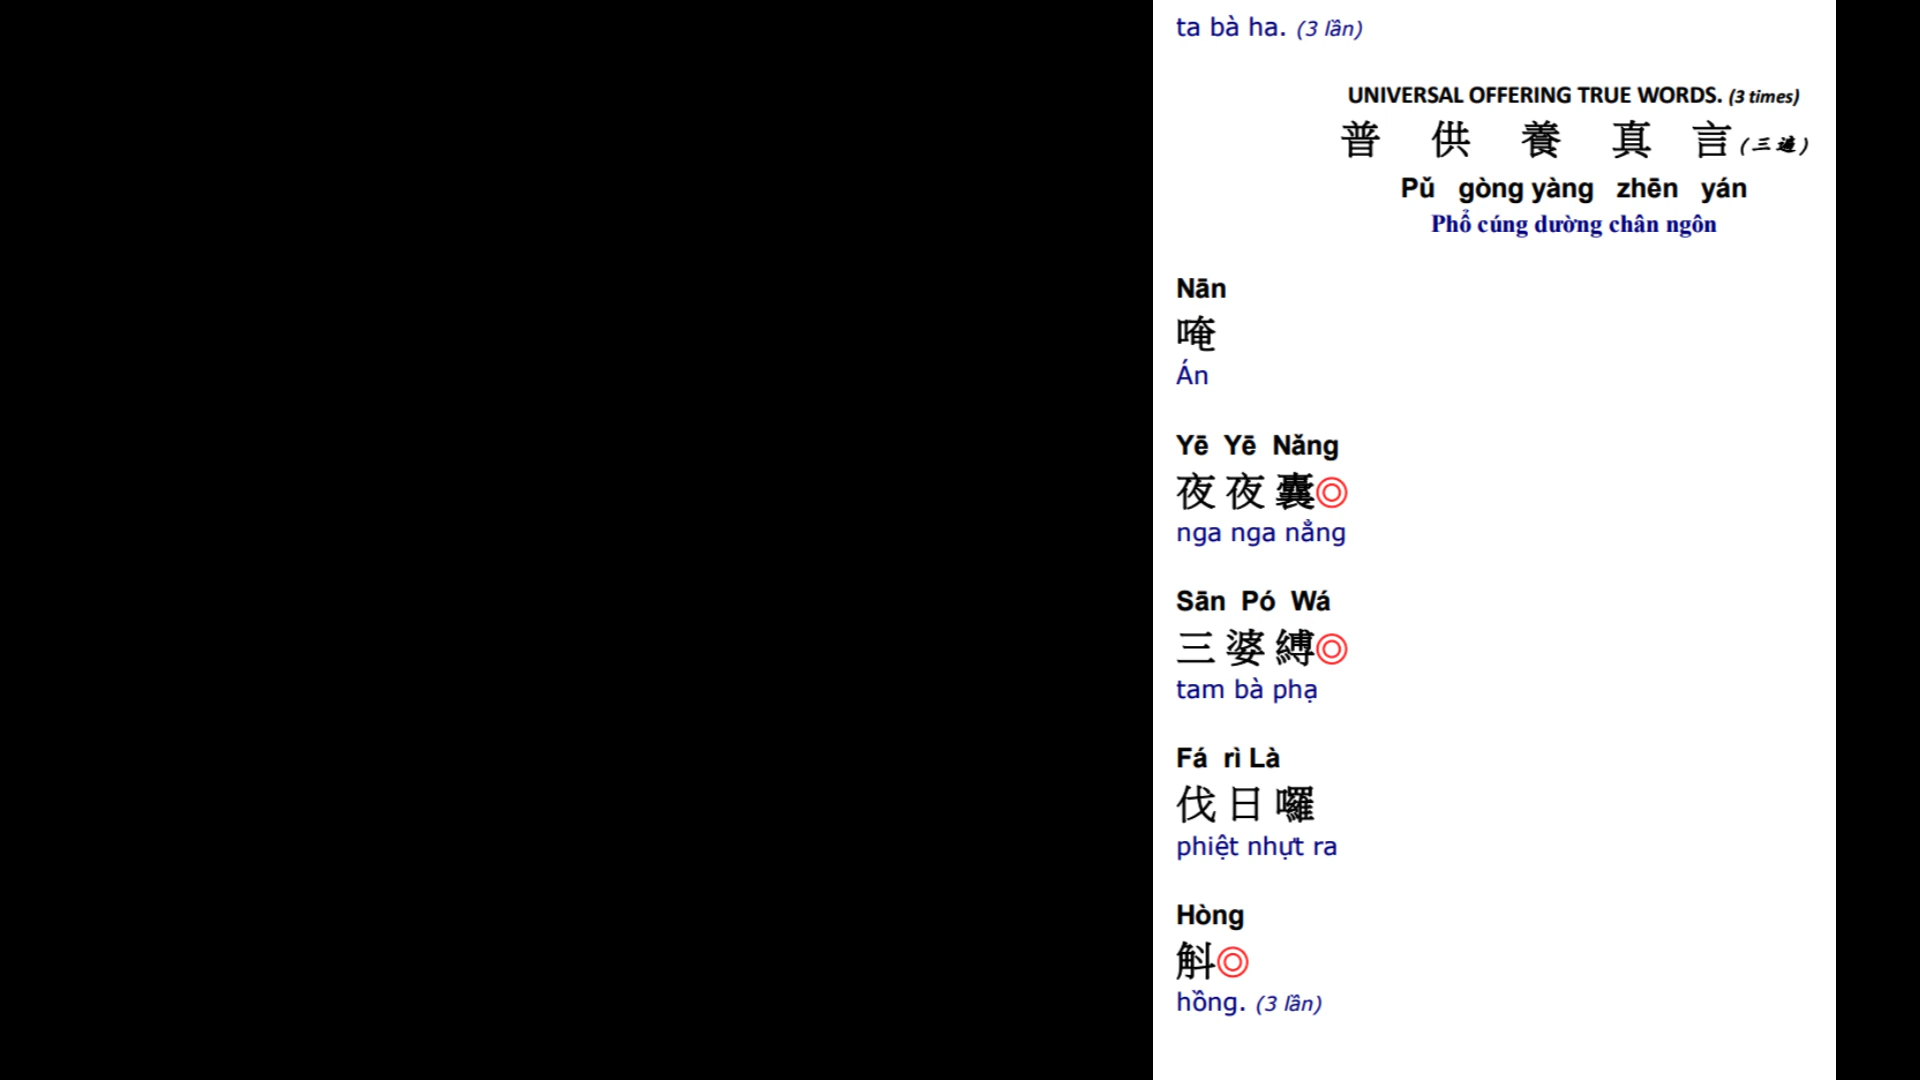 ta bà ha. (3 lần)
UNIVERSAL OFFERING TRUE WORDS. (3 times)
普 供 養 真 言 (三遍)
Pǔ gòng yàng zhēn yán
Phổ cúng dường chân ngôn
Nān
唵
Án
Yē Yē Nǎng
夜 夜 囊◎
nga nga nẳng
Sān Pó Wá
三 婆 縛◎
tam bà phạ
Fá rì Là
伐 日 囉
phiệt nhựt ra
Hòng
斛◎
hồng. (3 lần)